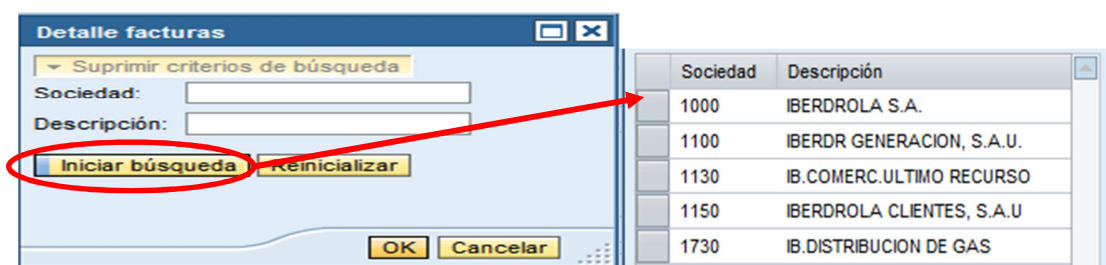 Detalle facturas
Suprimir criterios de búsqueda
Sociedad:
Descripción:
Iniciar búsqueda Reinicializar
OK Cancelar
Sociedad Descripción
1000 IBERDROLA S.A.
1100 IBERDR GENERACION, S.A.U.
1130 IB.COMERC.ULTIMO RECURSO
1150 IBERDROLA CLIENTES, S.A.U
1730 IB.DISTRIBUCION DE GAS